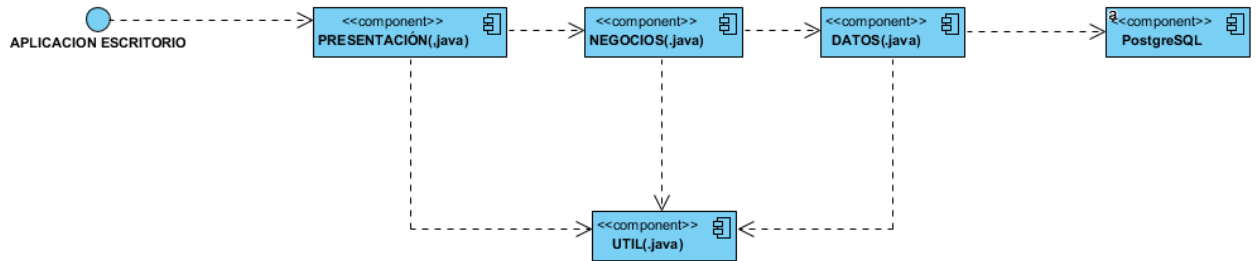 APLICACION ESCRITORIO
<<component>>
PRESENTACIÓN(,java)
<<component>>
NEGOCIOS(.java)
<<component>>
DATOS(.java)
a
<<component>>
PostgreSQL
<<component>>
UTIL(.java)